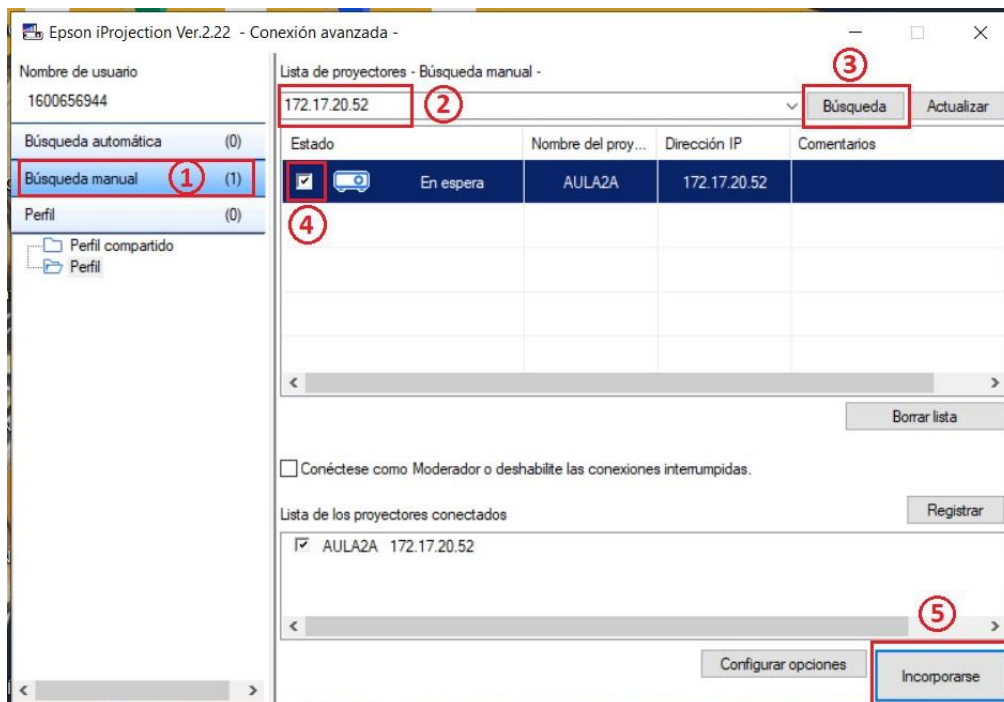 Epson iProjection Ver.2.22 - Conexión avanzada -
Nombre de usuario
1600656944
Búsqueda automática (0)
Búsqueda manual ① (1)
Perfil (0)
Perfil compartido
Perfil
Lista de proyectores - Búsqueda manual -
③
172.17.20.52 ② Búsqueda Actualizar
Estado Nombre del proy... Dirección IP Comentarios
En espera AULA2A 172.17.20.52
④
Borrar lista
Conéctese como Moderador o deshabilite las conexiones interrumpidas.
Registrar
Lista de los proyectores conectados
AULA2A 172.17.20.52
⑤
Configurar opciones Incorporarse